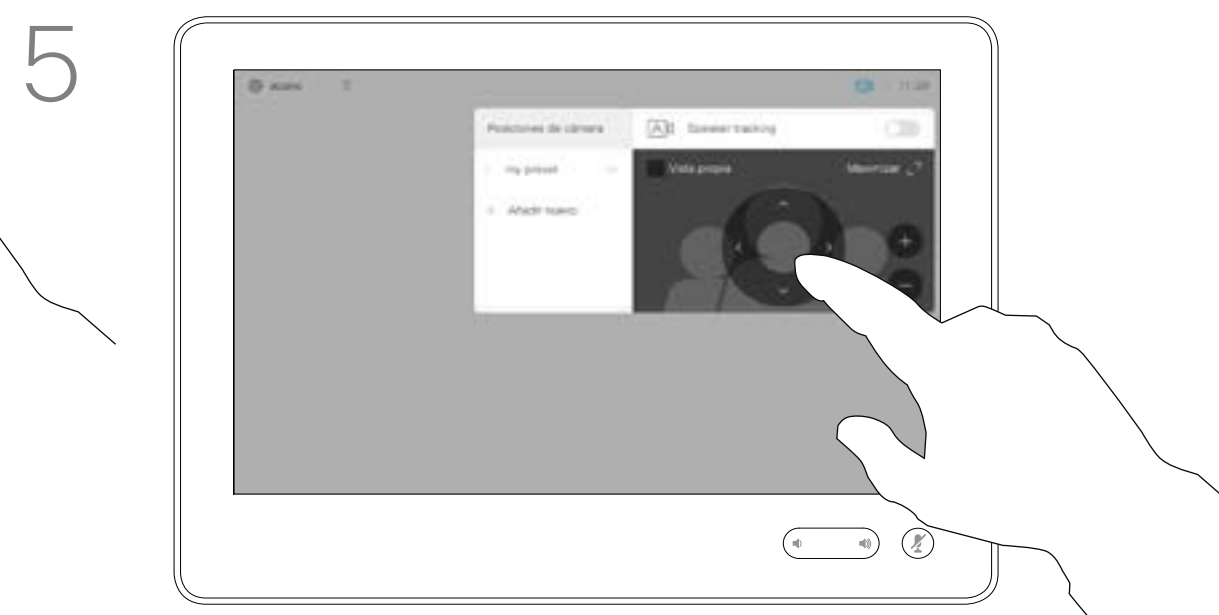 5
Posiciones de cámara
Speaker tracking
my preset
Vista propia
Maximizar
+ Añadir nuevo